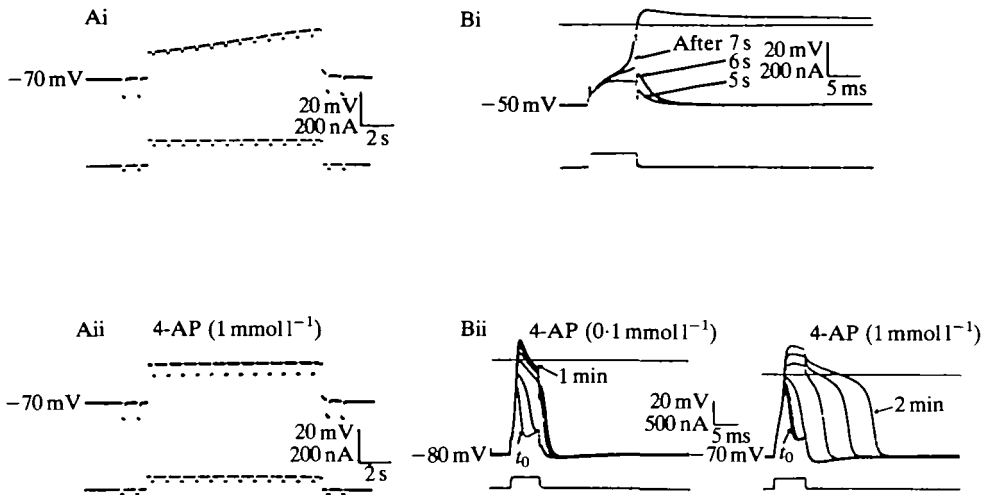 Ai
−70 mV
20 mV
200 nA
2 s
Bi
After 7 s
6 s
5 s
20 mV
200 nA
5 ms
−50 mV
Aii
4-AP (1 mmol l⁻¹)
−70 mV
20 mV
200 nA
2 s
Bii
4-AP (0·1 mmol l⁻¹)
1 min
20 mV
500 nA
5 ms
−80 mV
t₀
4-AP (1 mmol l⁻¹)
2 min
−70 mV
t₀